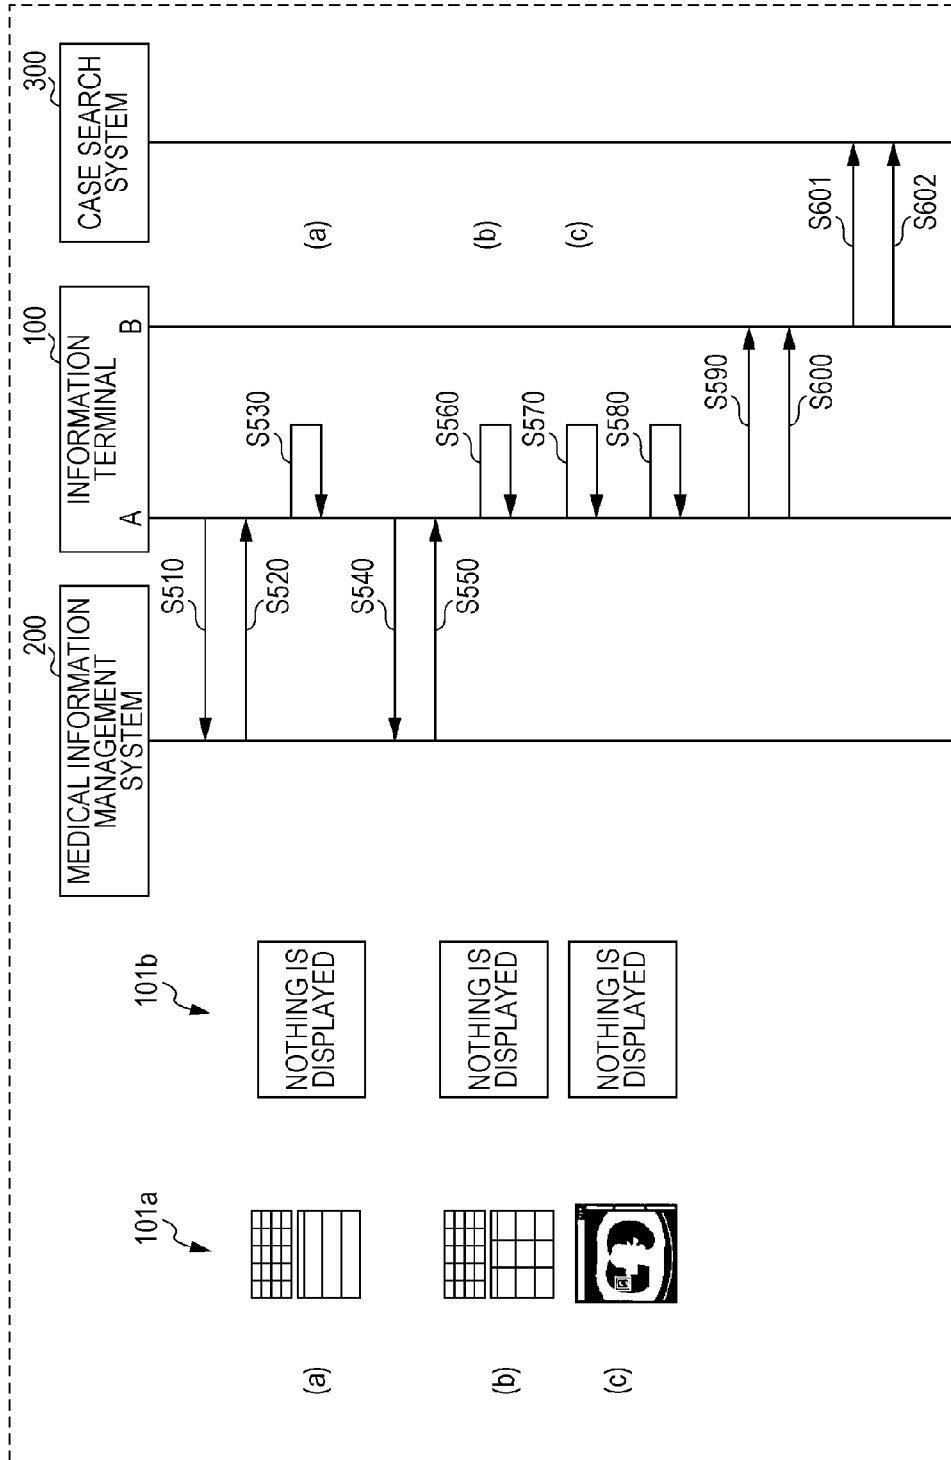 101a
101b
200
MEDICAL INFORMATION
MANAGEMENT
SYSTEM
100
INFORMATION
TERMINAL
A
B
300
CASE SEARCH
SYSTEM
S510
S520
(a)
NOTHING IS
DISPLAYED
S530
(a)
S540
S550
(b)
NOTHING IS
DISPLAYED
S560
(b)
(c)
NOTHING IS
DISPLAYED
S570
(c)
S580
S590
S600
S601
S602